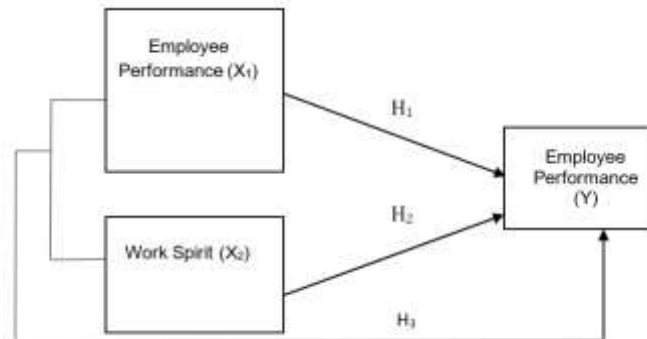 Employee
Performance (X₁)
H₁
Employee
Performance
(Y)
H₂
Work Spirit (X₂)
H₃